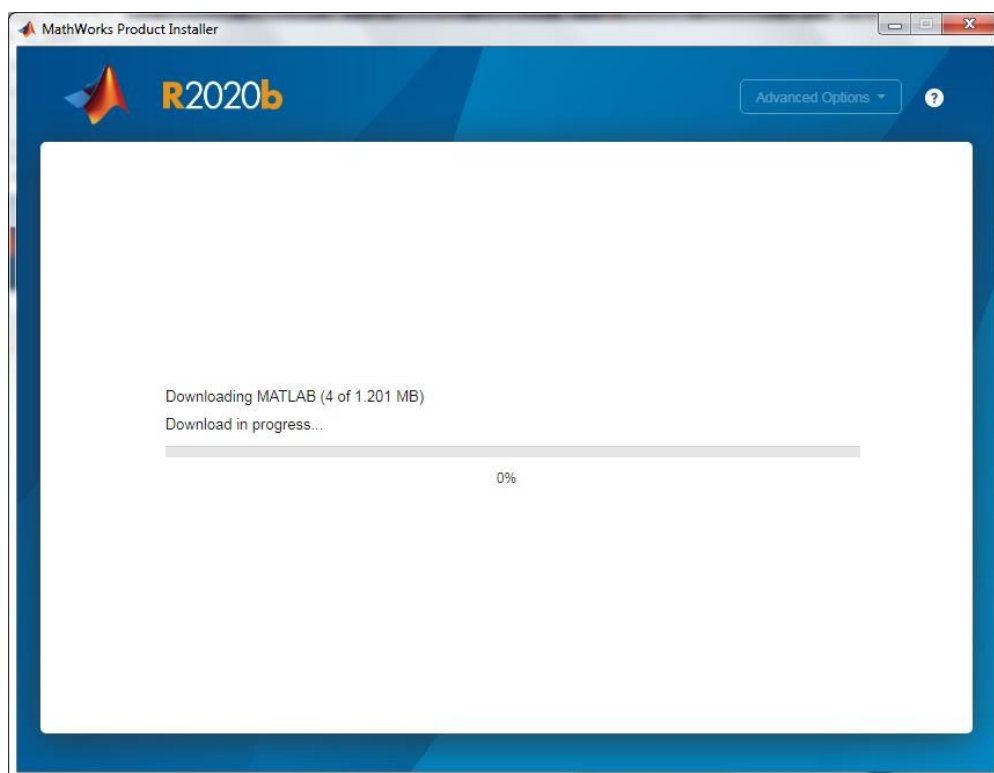 MathWorks Product Installer
R2020b
Advanced Options
?
Downloading MATLAB (4 of 1.201 MB)
Download in progress...
0%